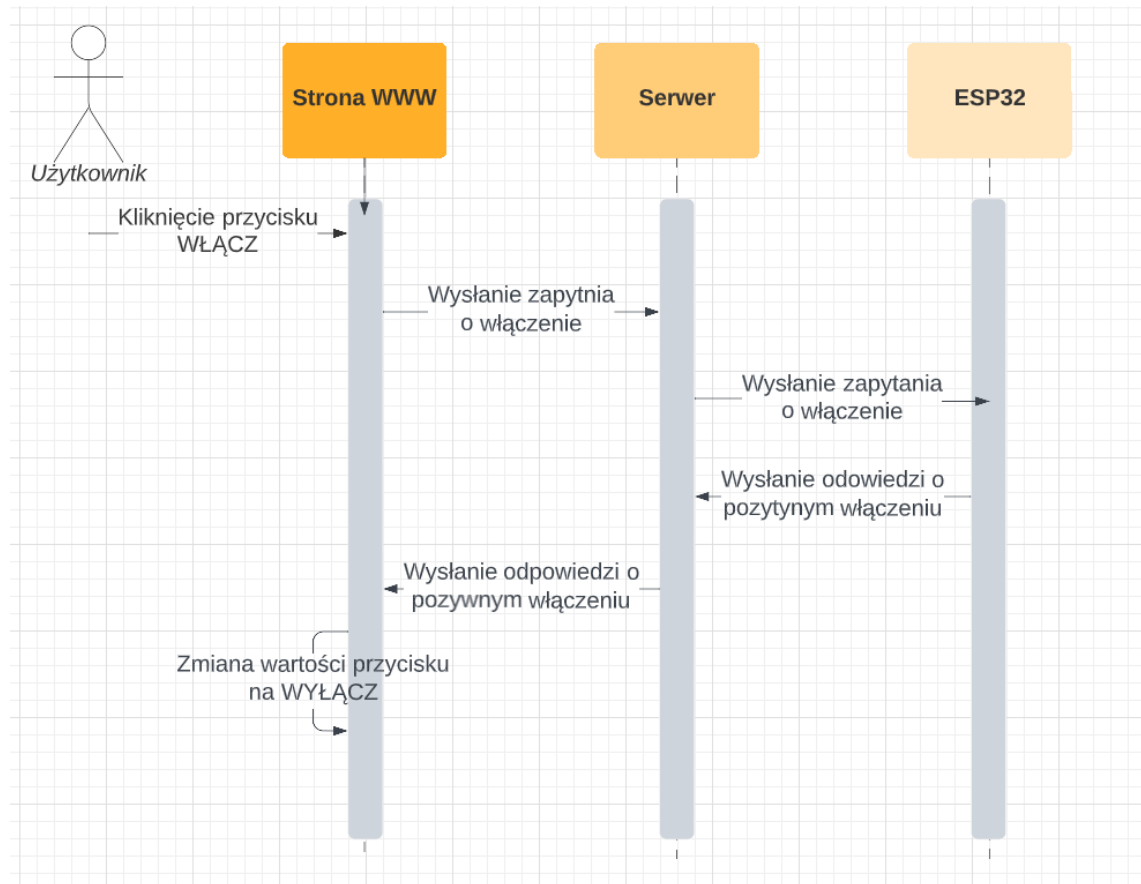 Strona WWW
Serwer
ESP32
Użytkownik
Kliknięcie przycisku
WŁĄCZ
Wysłanie zapytnia
o włączenie
Wysłanie zapytania
o włączenie
Wysłanie odowiedzi o
pozytynym włączeniu
Wysłanie odpowiedzi o
pozywnym włączeniu
Zmiana wartości przycisku
na WYŁĄCZ